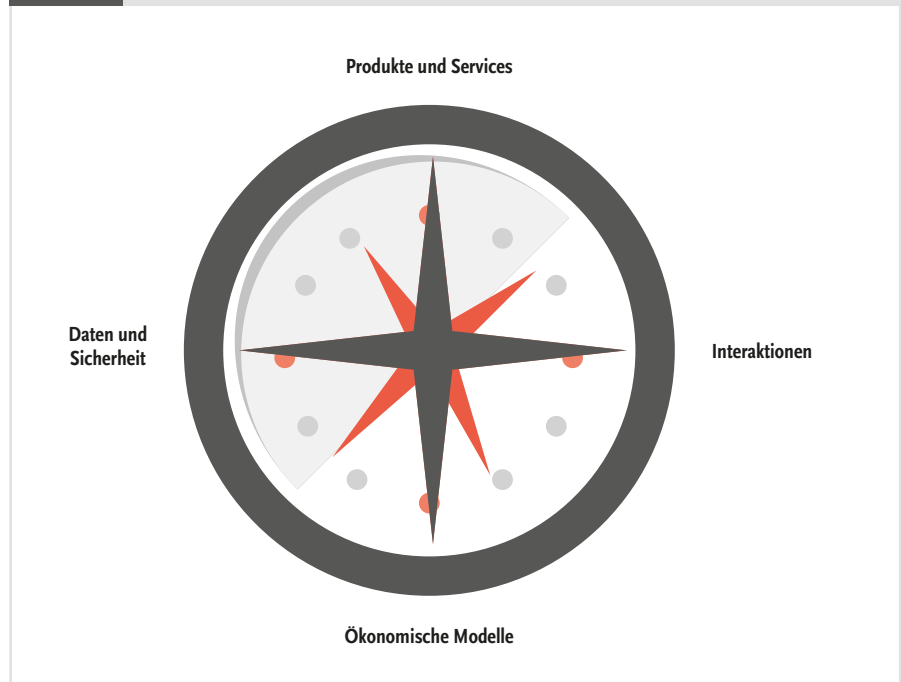 Produkte und Services
Daten und
Sicherheit
Interaktionen
Ökonomische Modelle